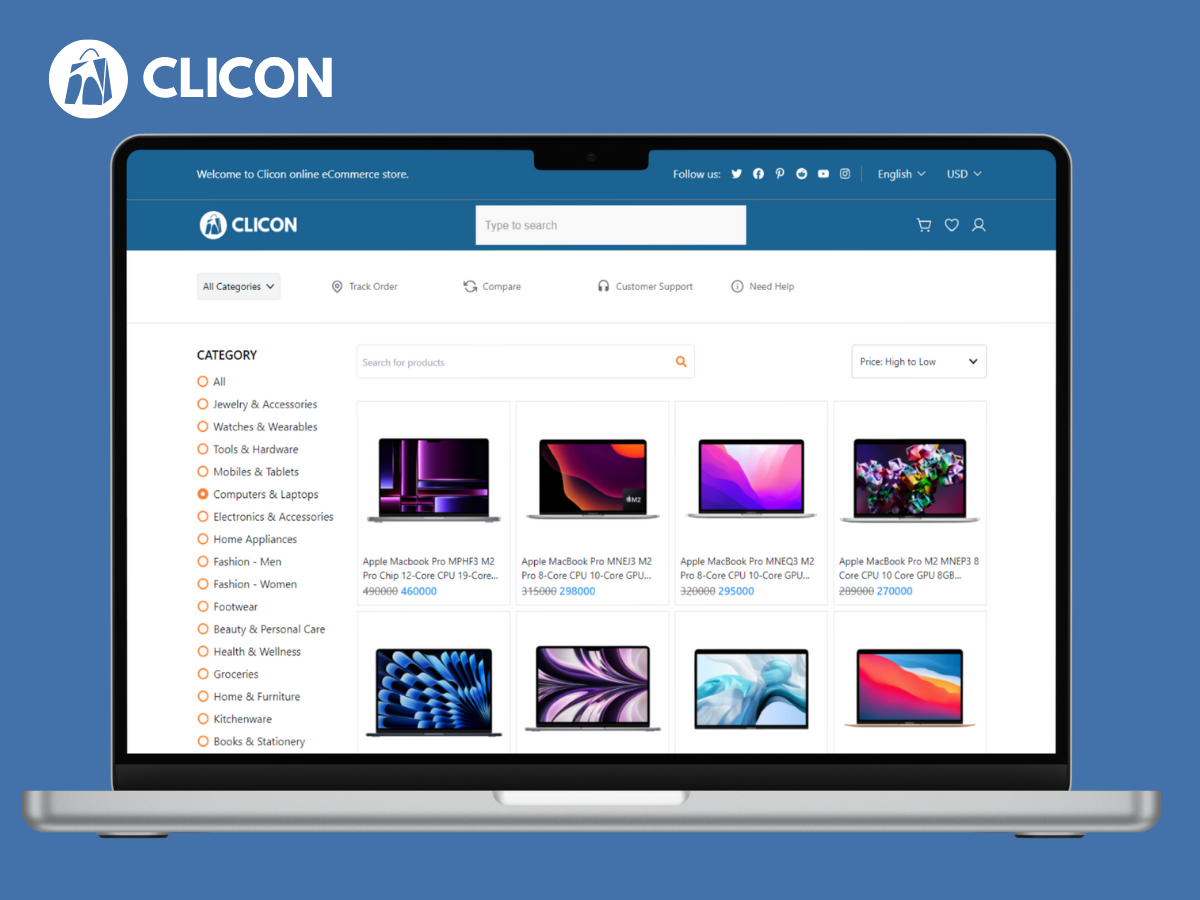 CLICON
Welcome to Clicon online eCommerce store.
Follow us:
English
USD
CLICON
Type to search
All Categories
Track Order
Compare
Customer Support
Need Help
CATEGORY
All
Jewelry & Accessories
Watches & Wearables
Tools & Hardware
Mobiles & Tablets
Computers & Laptops
Electronics & Accessories
Home Appliances
Fashion - Men
Fashion - Women
Footwear
Beauty & Personal Care
Health & Wellness
Groceries
Home & Furniture
Kitchenware
Books & Stationery
Search for products
Price: High to Low
M2
Apple Macbook Pro MPHF3 M2
Pro Chip 12-Core CPU 19-Core...
490000 460000
Apple MacBook Pro MNEJ3 M2
Pro 8-Core CPU 10-Core GPU...
315000 298000
Apple MacBook Pro MNEQ3 M2
Pro 8-Core CPU 10-Core GPU...
320000 295000
Apple MacBook Pro M2 MNEP3 8
Core CPU 10 Core GPU 8GB...
289000 270000